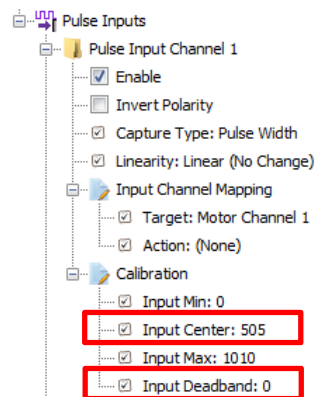 Pulse Inputs
Pulse Input Channel 1
Enable
Invert Polarity
Capture Type: Pulse Width
Linearity: Linear (No Change)
Input Channel Mapping
Target: Motor Channel 1
Action: (None)
Calibration
Input Min: 0
Input Center: 505
Input Max: 1010
Input Deadband: 0